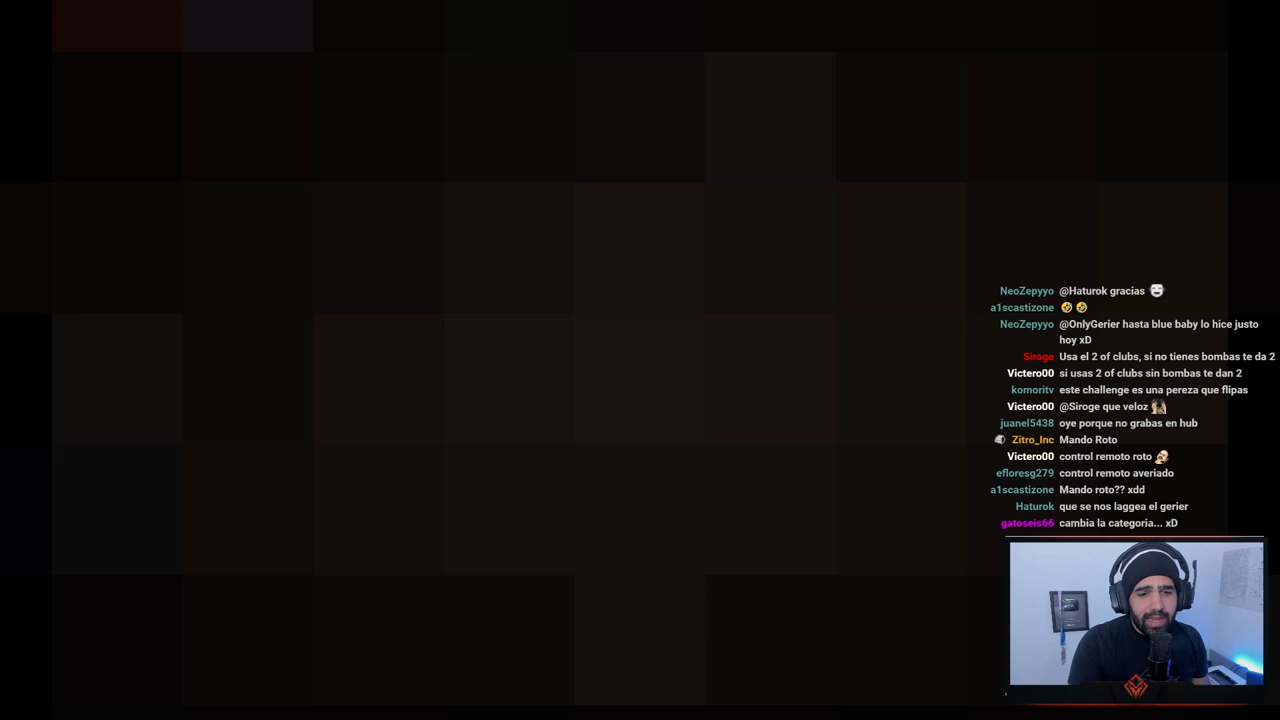 NeoZepyyo @Haturok gracias
a1scastizone
NeoZepyyo @OnlyGerier hasta blue baby lo hice justo
hoy xD
Siroge Usa el 2 of clubs, si no tienes bombas te da 2
Victero00 si usas 2 of clubs sin bombas te dan 2
komoritv este challenge es una pereza que flipas
Victero00 @Siroge que veloz
juanel5438 oye porque no grabas en hub
Zitro_Inc Mando Roto
Victero00 control remoto roto
efloresg279 control remoto averiado
a1scastizone Mando roto?? xdd
Haturok que se nos laggea el gerier
gatoseis66 cambia la categoria... xD